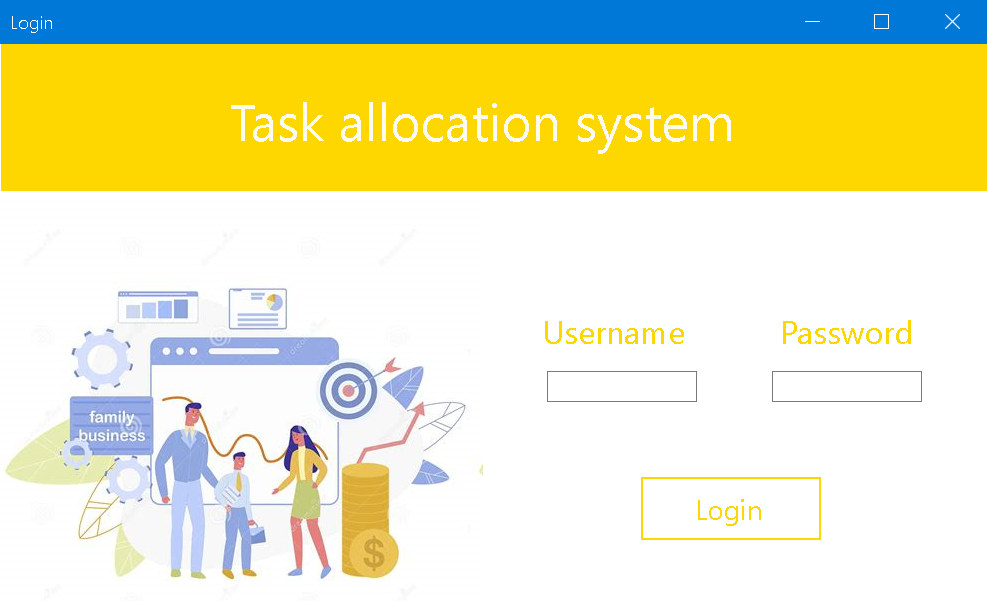 Login
Task allocation system
family
business
Username
Password
$
Login